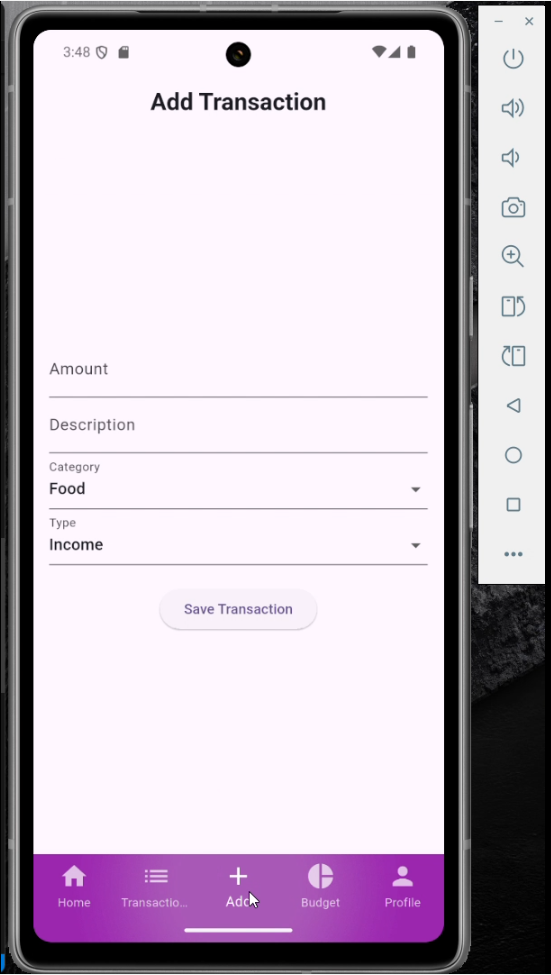 3:48
Add Transaction
Amount
Description
Category
Food
Type
Income
Save Transaction
Home
Transactio...
Add
Budget
Profile